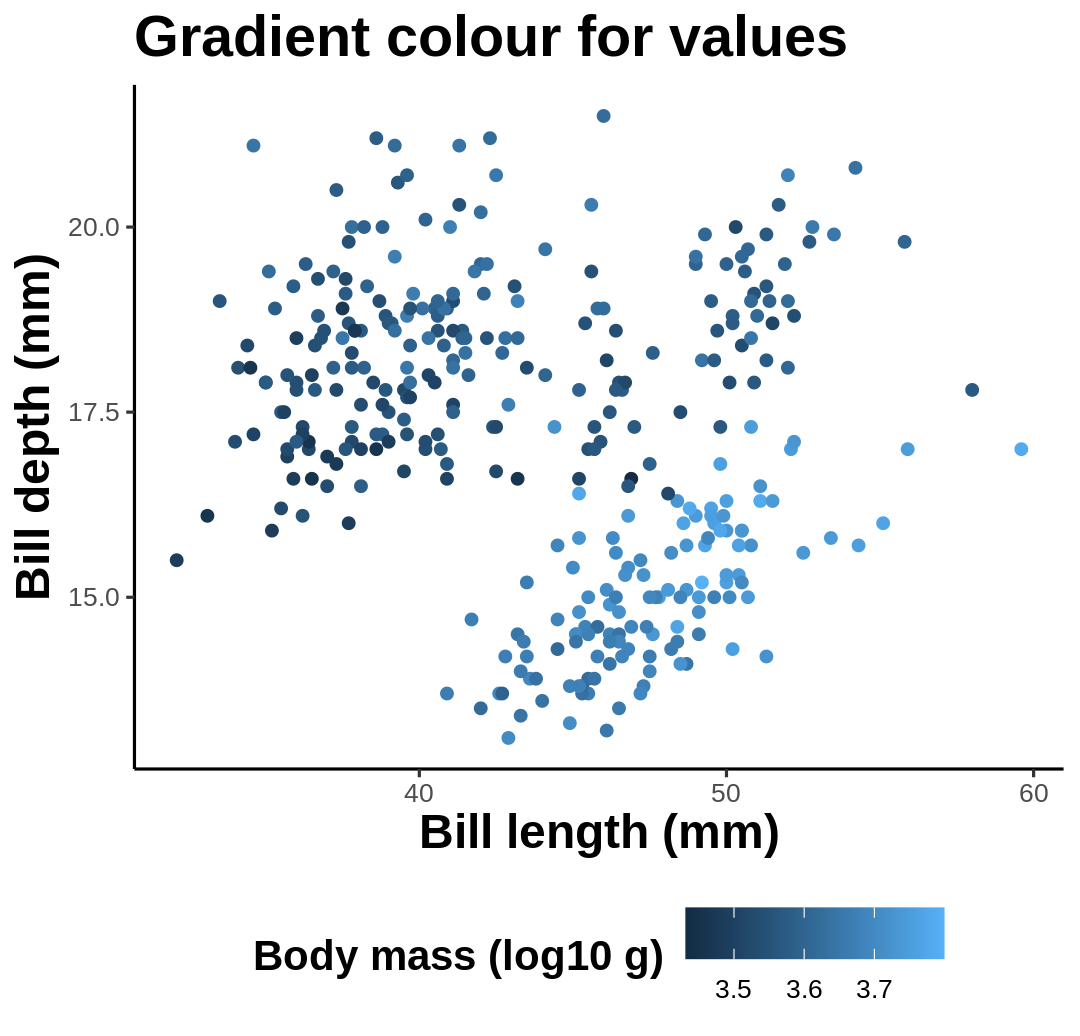 Gradient colour for values
Bill depth (mm)
20.0
17.5
15.0
40 50 60
Bill length (mm)
Body mass (log10 g)
3.5 3.6 3.7